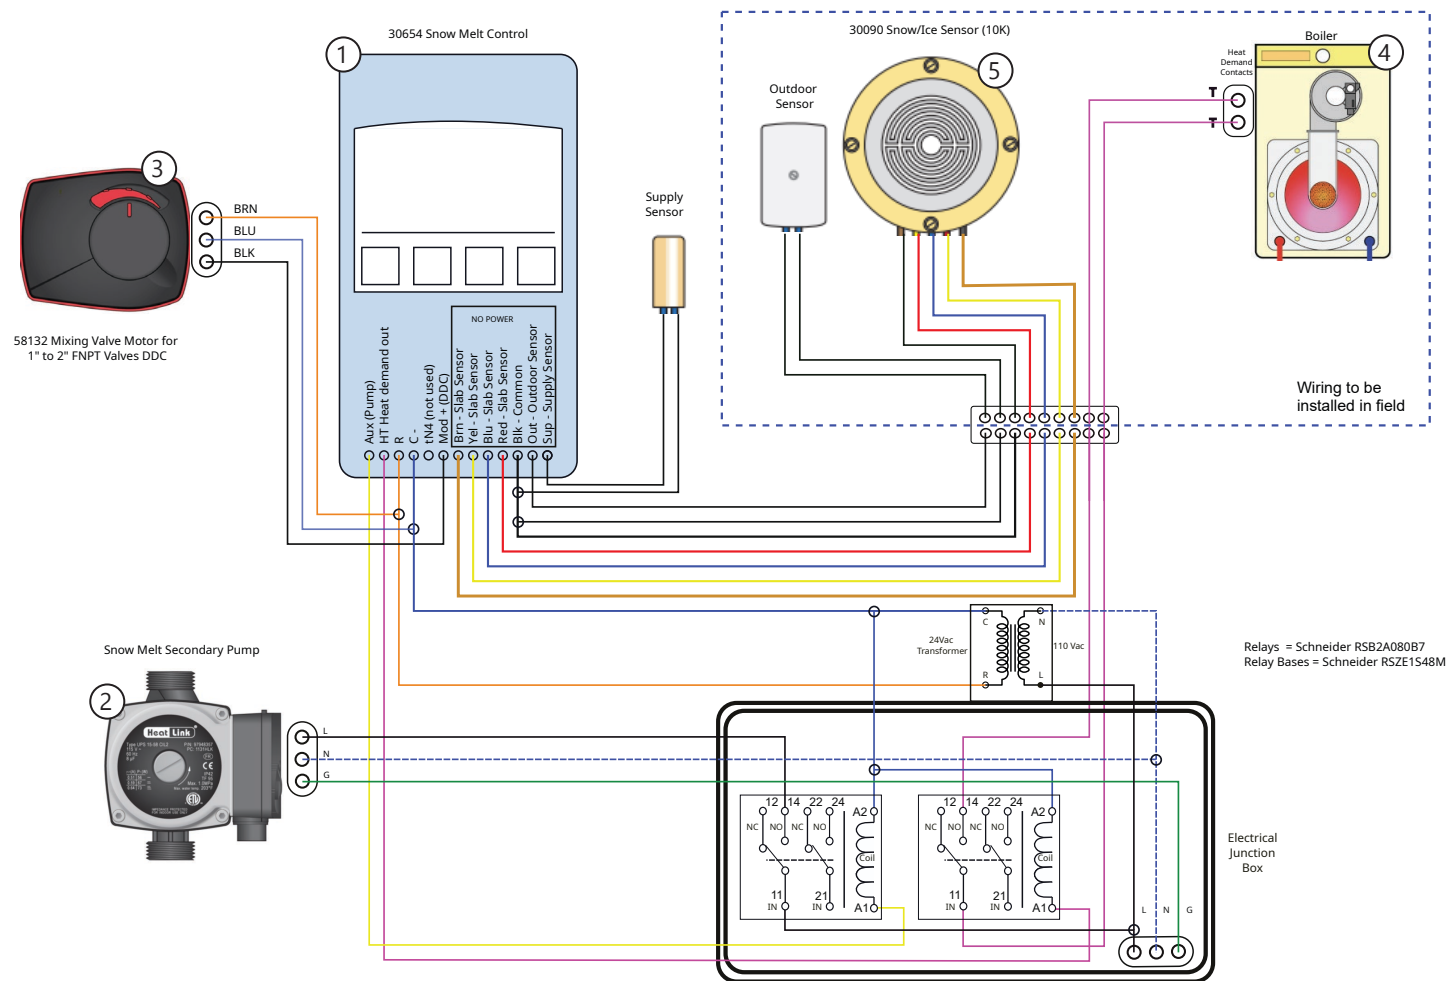 30654 Snow Melt Control
1
30090 Snow/Ice Sensor (10K)
5
Boiler
4
Heat
Demand
Contacts
T
T
Outdoor
Sensor
3
BRN
BLU
BLK
Supply
Sensor
58132 Mixing Valve Motor for
1" to 2" FNPT Valves DDC
NO POWER
Aux (Pump)
HT Heat demand out
R
C -
tN4 (not used)
Mod + (DDC)
Brn - Slab Sensor
Yel - Slab Sensor
Blu - Slab Sensor
Red - Slab Sensor
Blk - Common
Out - Outdoor Sensor
Sup - Supply Sensor
Wiring to be
installed in field
C
N
24Vac
Transformer
110 Vac
R
L
Relays = Schneider RSB2A080B7
Relay Bases = Schneider RSZE1S48M
Snow Melt Secondary Pump
2
Heat Link
L
N
G
12 14 22 24
A2
NC NO NC NO
Coil
11
IN
21
IN
A1
12 14 22 24
A2
NC NO NC NO
Coil
11
IN
21
IN
A1
L N G
Electrical
Junction
Box